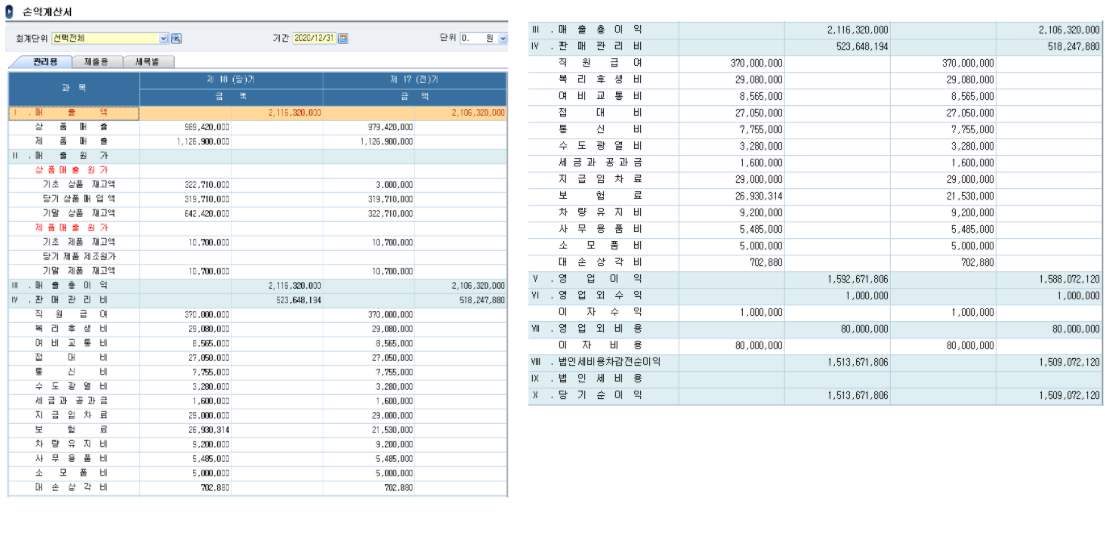 손익계산서
회계단위 선택전체 기간 2020/12/31 단위 0. 원
관리용 제출용 세목별
과 목 제 18 (당)기 제 17 (전)기
금 액 금 액
I . 매 출 액 2,116,320,000 2,106,320,000
상 품 매 출 989,420,000 979,420,000
제 품 매 출 1,126,900,000 1,126,900,000
II . 매 출 원 가
상 품 매 출 원 가
기초 상품 재고액 322,710,000 3,000,000
당기 상품 매 입 액 319,710,000 319,710,000
기말 상품 재고액 642,420,000 322,710,000
제 품 매 출 원 가
기초 제품 재고액 10,700,000 10,700,000
당기 제품 제조원가
기말 제품 재고액 10,700,000 10,700,000
III . 매 출 총 이 익 2,116,320,000 2,106,320,000
IV . 판 매 관 리 비 523,648,194 518,247,880
직 원 급 여 370,000,000 370,000,000
복 리 후 생 비 29,080,000 29,080,000
여 비 교 통 비 8,565,000 8,565,000
접 대 비 27,050,000 27,050,000
통 신 비 7,755,000 7,755,000
수 도 광 열 비 3,280,000 3,280,000
세 금 과 공 과 금 1,600,000 1,600,000
지 급 임 차 료 29,000,000 29,000,000
보 험 료 26,930,314 21,530,000
차 량 유 지 비 9,200,000 9,200,000
사 무 용 품 비 5,485,000 5,485,000
소 모 품 비 5,000,000 5,000,000
대 손 상 각 비 702,880 702,880
III . 매 출 총 이 익 2,116,320,000 2,106,320,000
IV . 판 매 관 리 비 523,648,194 518,247,880
직 원 급 여 370,000,000 370,000,000
복 리 후 생 비 29,080,000 29,080,000
여 비 교 통 비 8,565,000 8,565,000
접 대 비 27,050,000 27,050,000
통 신 비 7,755,000 7,755,000
수 도 광 열 비 3,280,000 3,280,000
세 금 과 공 과 금 1,600,000 1,600,000
지 급 임 차 료 29,000,000 29,000,000
보 험 료 26,930,314 21,530,000
차 량 유 지 비 9,200,000 9,200,000
사 무 용 품 비 5,485,000 5,485,000
소 모 품 비 5,000,000 5,000,000
대 손 상 각 비 702,880 702,880
V . 영 업 이 익 1,592,671,806 1,588,072,120
VI . 영 업 외 수 익 1,000,000 1,000,000
이 자 수 익 1,000,000 1,000,000
VII . 영 업 외 비 용 80,000,000 80,000,000
이 자 비 용 80,000,000 80,000,000
VIII . 법인세비용차감전순이익 1,513,671,806 1,509,072,120
IX . 법 인 세 비 용
X . 당 기 순 이 익 1,513,671,806 1,509,072,120